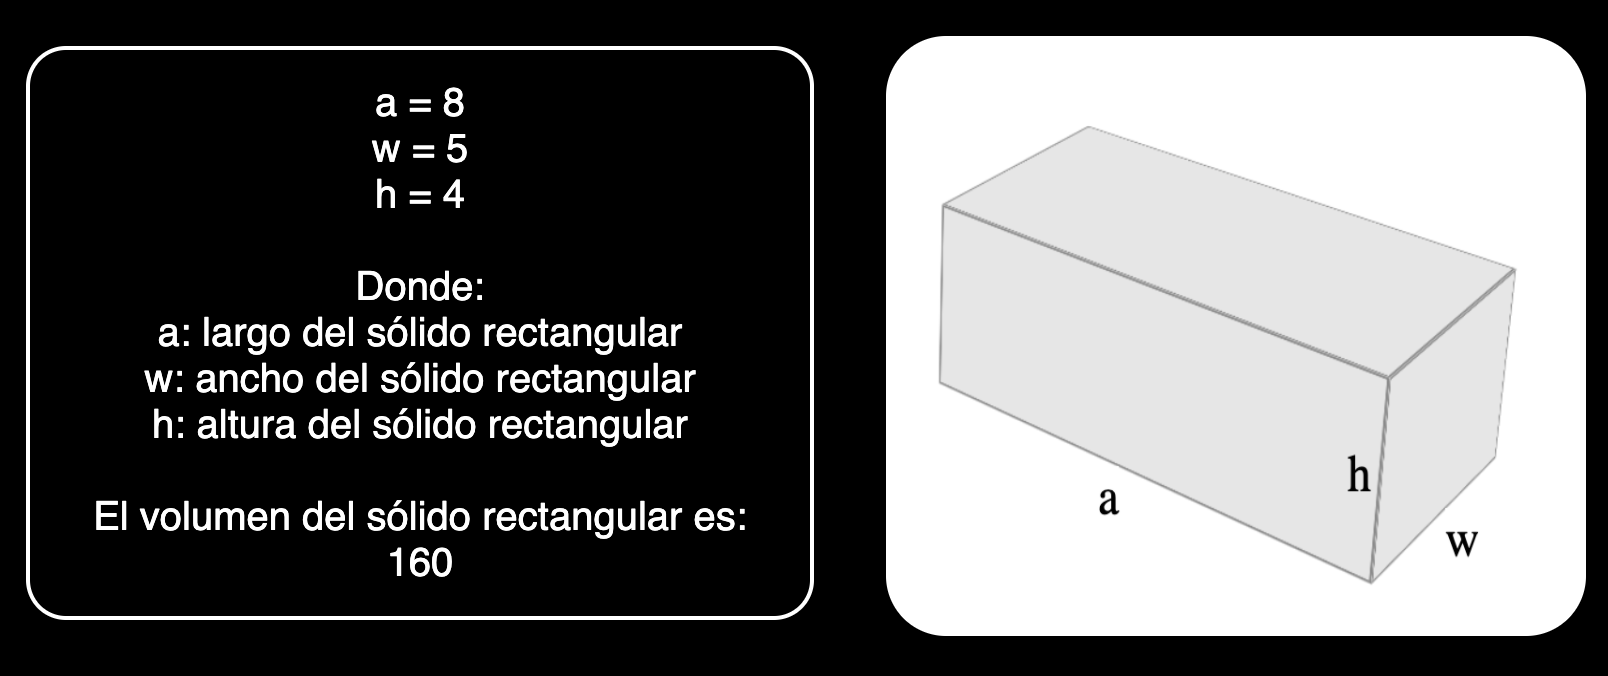 a = 8
w = 5
h = 4
Donde:
a: largo del sólido rectangular
w: ancho del sólido rectangular
h: altura del sólido rectangular
El volumen del sólido rectangular es:
160
h
a
w